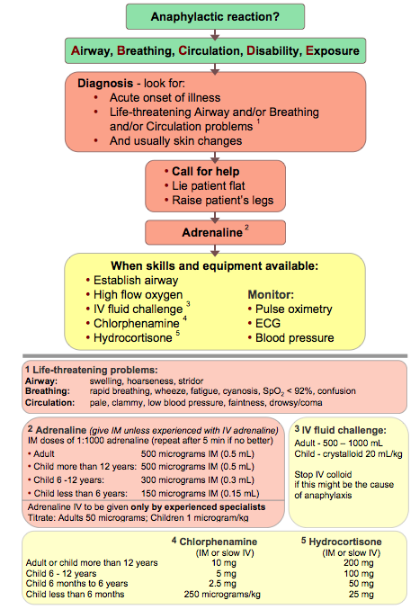 Anaphylactic reaction?
Airway, Breathing, Circulation, Disability, Exposure
Diagnosis - look for:
• Acute onset of illness
• Life-threatening Airway and/or Breathing
and/or Circulation problems 1
• And usually skin changes
• Call for help
• Lie patient flat
• Raise patient's legs
Adrenaline 2
When skills and equipment available:
• Establish airway
• High flow oxygen
• IV fluid challenge 3
• Chlorphenamine 4
• Hydrocortisone 5
Monitor:
• Pulse oximetry
• ECG
• Blood pressure
1 Life-threatening problems:
Airway: swelling, hoarseness, stridor
Breathing: rapid breathing, wheeze, fatigue, cyanosis, SpO2 < 92%, confusion
Circulation: pale, clammy, low blood pressure, faintness, drowsy/coma
2 Adrenaline (give IM unless experienced with IV adrenaline)
IM doses of 1:1000 adrenaline (repeat after 5 min if no better)
• Adult 500 micrograms IM (0.5 mL)
• Child more than 12 years: 500 micrograms IM (0.5 mL)
• Child 6 -12 years: 300 micrograms IM (0.3 mL)
• Child less than 6 years: 150 micrograms IM (0.15 mL)
Adrenaline IV to be given only by experienced specialists
Titrate: Adults 50 micrograms; Children 1 microgram/kg
3 IV fluid challenge:
Adult - 500 – 1000 mL
Child - crystalloid 20 mL/kg
Stop IV colloid
if this might be the cause
of anaphylaxis
4 Chlorphenamine 5 Hydrocortisone
(IM or slow IV) (IM or slow IV)
Adult or child more than 12 years 10 mg 200 mg
Child 6 - 12 years 5 mg 100 mg
Child 6 months to 6 years 2.5 mg 50 mg
Child less than 6 months 250 micrograms/kg 25 mg